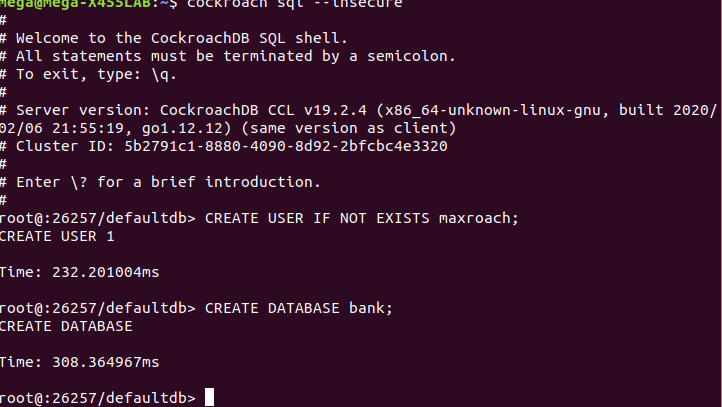 mega@mega-X455LAB:~$ cockroach sql --insecure
#
# Welcome to the CockroachDB SQL shell.
# All statements must be terminated by a semicolon.
# To exit, type: \q.
#
# Server version: CockroachDB CCL v19.2.4 (x86_64-unknown-linux-gnu, built 2020/
02/06 21:55:19, go1.12.12) (same version as client)
# Cluster ID: 5b2791c1-8880-4090-8d92-2bfcbc4e3320
#
# Enter \? for a brief introduction.
#
root@:26257/defaultdb> CREATE USER IF NOT EXISTS maxroach;
CREATE USER 1
Time: 232.201004ms
root@:26257/defaultdb> CREATE DATABASE bank;
CREATE DATABASE
Time: 308.364967ms
root@:26257/defaultdb>